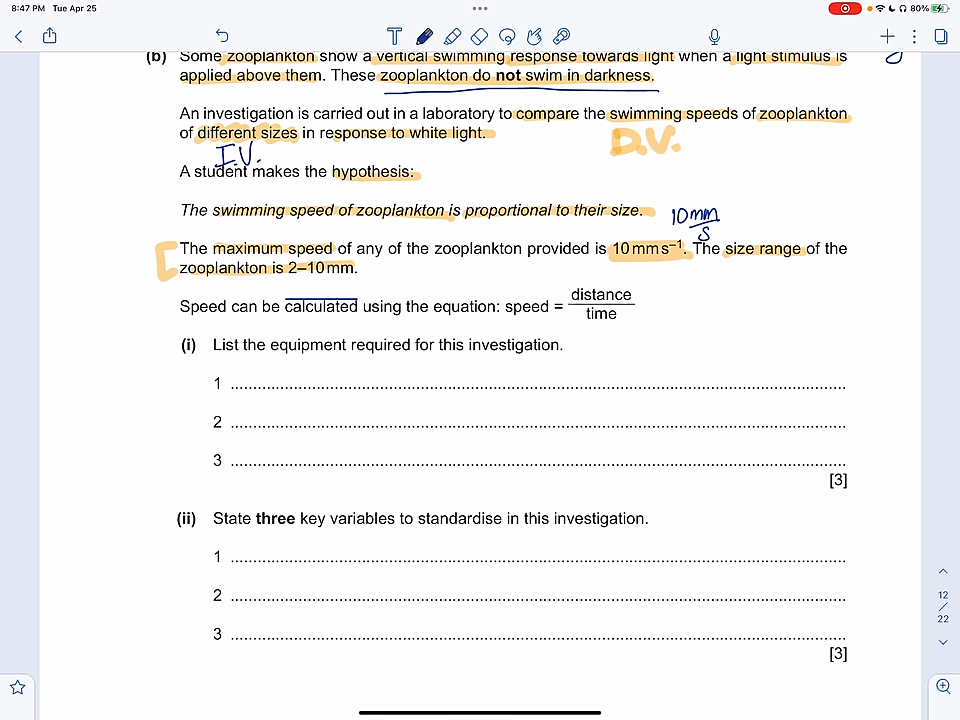 8:47 PM Tue Apr 25
80%
(b) Some zooplankton show a vertical swimming response towards light when a light stimulus is
applied above them. These zooplankton do not swim in darkness.
An investigation is carried out in a laboratory to compare the swimming speeds of zooplankton
of different sizes in response to white light.
D.V.
I.V.
A student makes the hypothesis:
The swimming speed of zooplankton is proportional to their size.
10mm
s
The maximum speed of any of the zooplankton provided is 10 mm s⁻¹. The size range of the
zooplankton is 2–10 mm.
Speed can be calculated using the equation: speed = distance
time
(i) List the equipment required for this investigation.
1 ..........
2 ..........
3 ..........
[3]
(ii) State three key variables to standardise in this investigation.
1 ..........
2 ..........
3 ..........
[3]
12
/
22